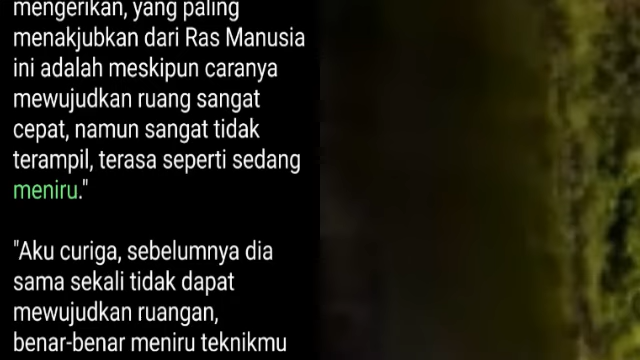 mengerikan, yang paling
menakjubkan dari Ras Manusia
ini adalah meskipun caranya
mewujudkan ruang sangat
cepat, namun sangat tidak
terampil, terasa seperti sedang
meniru."
"Aku curiga, sebelumnya dia
sama sekali tidak dapat
mewujudkan ruangan,
benar-benar meniru teknikmu